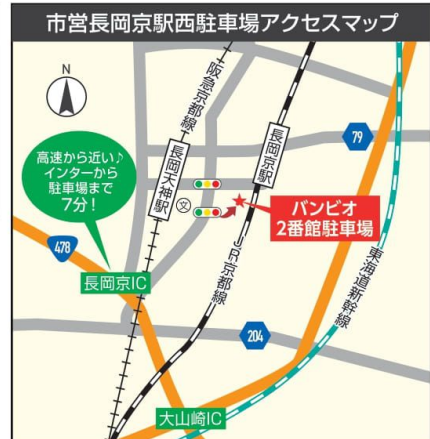 市営長岡京駅西駐車場アクセスマップ
N
阪急京都線
長岡京駅
79
高速から近い♪
インターから
駐車場まで
7分！
長岡天神駅
文
バンビオ
2番館駐車場
478
長岡京IC
JR京都線
東海道新幹線
204
大山崎IC